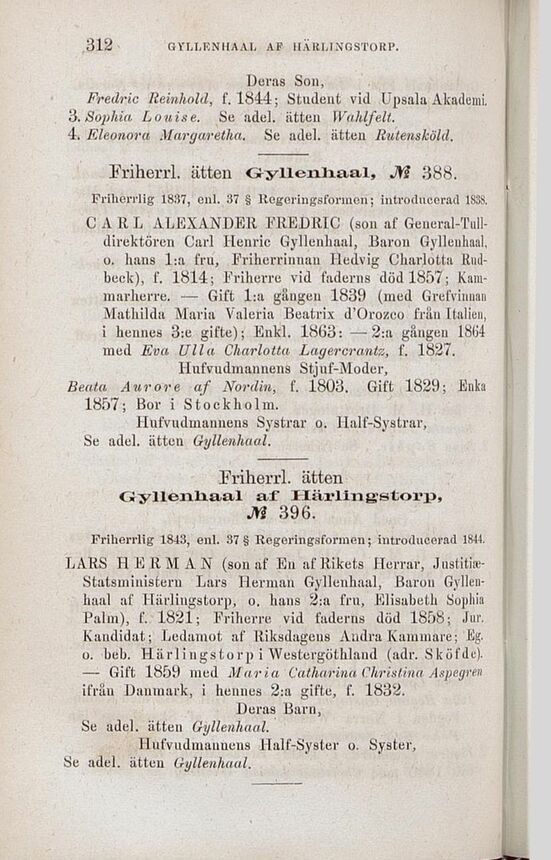 312 GYLLENHAAL AF HÄRLINGSTORP.
Deras Son,
Fredric Reinhold, f. 1844; Student vid Upsala Akademi.
3. Sophia Louise. Se adel. ätten Wahlfelt.
4. Eleonora Margaretha. Se adel. ätten Rutensköld.
Friherrl. ätten Gyllenhaal, № 388.
Friherrlig 1837, enl. 37 § Regeringsformen; introducerad 1838.
CARL ALEXANDER FREDRIC (son af General-Tull-
direktören Carl Henric Gyllenhaal, Baron Gyllenhaal,
o. hans 1:a fru, Friherrinnan Hedvig Charlotta Rud-
beck), f. 1814; Friherre vid faderns död 1857; Kam-
marherre. — Gift 1:a gången 1839 (med Grefvinnan
Mathilda Maria Valeria Beatrix d'Orozco från Italien,
i hennes 3:e gifte); Enkl. 1863: — 2:a gången 1864
med Eva Ulla Charlotta Lagercrantz, f. 1827.
Hufvudmannens Stjuf-Moder,
Beata Aurore af Nordin, f. 1803. Gift 1829; Enka
1857; Bor i Stockholm.
Hufvudmannens Systrar o. Half-Systrar,
Se adel. ätten Gyllenhaal.
Friherrl. ätten
Gyllenhaal af Härlingstorp,
№ 396.
Friherrlig 1843, enl. 37 § Regeringsformen; introducerad 1844.
LARS HERMAN (son af En af Rikets Herrar, Justitiæ-
Statsministern Lars Herman Gyllenhaal, Baron Gyllen-
haal af Härlingstorp, o. hans 2:a fru, Elisabeth Sophia
Palm), f. 1821; Friherre vid faderns död 1858; Jur.
Kandidat; Ledamot af Riksdagens Andra Kammare; Eg.
o. beb. Härlingstorp i Westergöthland (adr. Sköfde).
— Gift 1859 med Maria Catharina Christina Aspegren
ifrån Danmark, i hennes 2:a gifte, f. 1832.
Deras Barn,
Se adel. ätten Gyllenhaal.
Hufvudmannens Half-Syster o. Syster,
Se adel. ätten Gyllenhaal.